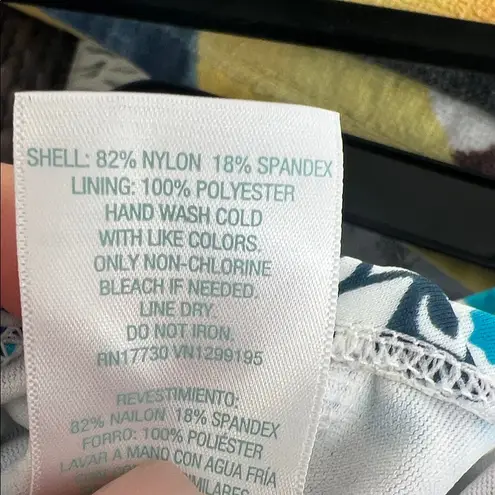 SHELL: 82% NYLON 18% SPANDEX
LINING: 100% POLYESTER
HAND WASH COLD
WITH LIKE COLORS.
ONLY NON-CHLORINE
BLEACH IF NEEDED.
LINE DRY.
DO NOT IRON.
RN17730 VN1299195
REVESTIMIENTO:
82% NAILON 18% SPANDEX
FORRO: 100% POLIÉSTER
LAVAR A MANO CON AGUA FRÍA
SIMILARES